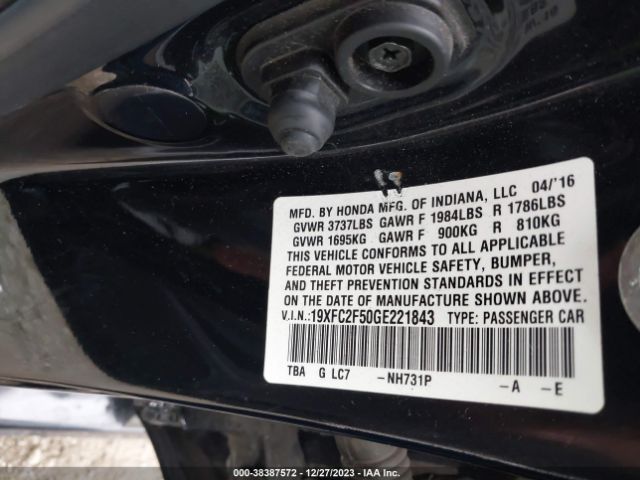 MFD. BY HONDA MFG. OF INDIANA, LLC 04/'16
GVWR 3737LBS GAWR F 1984LBS R 1786LBS
GVWR 1695KG GAWR F 900KG R 810KG
THIS VEHICLE CONFORMS TO ALL APPLICABLE
FEDERAL MOTOR VEHICLE SAFETY, BUMPER,
AND THEFT PREVENTION STANDARDS IN EFFECT
ON THE DATE OF MANUFACTURE SHOWN ABOVE.
V.I.N.:19XFC2F50GE221843 TYPE: PASSENGER CAR
TBA G LC7 -NH731P -A -E
000-38387572 — 12/27/2023 — IAA Inc.